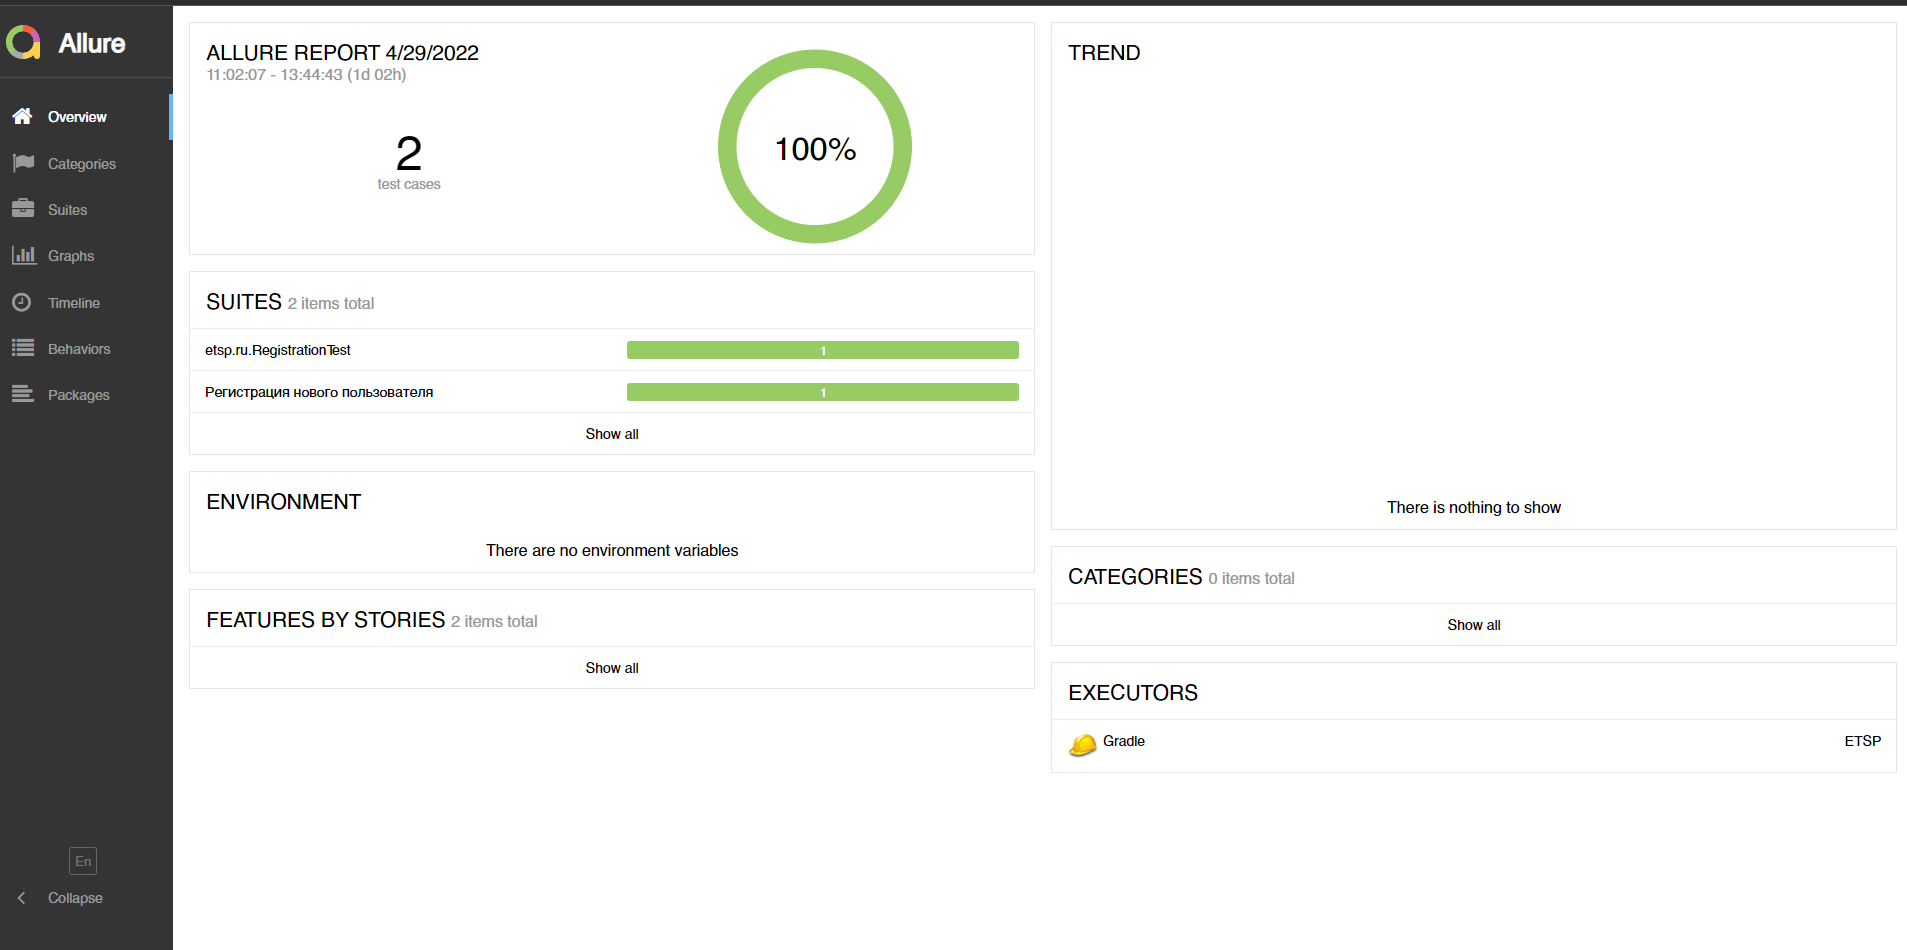 Allure
Overview
Categories
Suites
Graphs
Timeline
Behaviors
Packages
En
Collapse
ALLURE REPORT 4/29/2022
11:02:07 - 13:44:43 (1d 02h)
2
test cases
100%
SUITES 2 items total
etsp.ru.RegistrationTest 1
Регистрация нового пользователя 1
Show all
ENVIRONMENT
There are no environment variables
FEATURES BY STORIES 2 items total
Show all
TREND
There is nothing to show
CATEGORIES 0 items total
Show all
EXECUTORS
Gradle ETSP